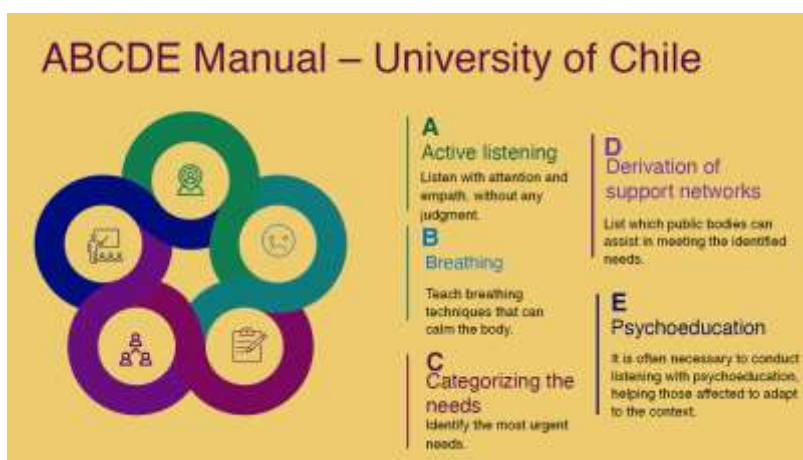 ABCDE Manual – University of Chile
A
Active listening
Listen with attention and
empath, without any
judgment.
B
Breathing
Teach breathing
techniques that can
calm the body.
C
Categorizing the
needs
Identify the most urgent
needs.
D
Derivation of
support networks
List which public bodies can
assist in meeting the identified
needs.
E
Psychoeducation
It is often necessary to conduct
listening with psychoeducation,
helping those affected to adapt
to the context.